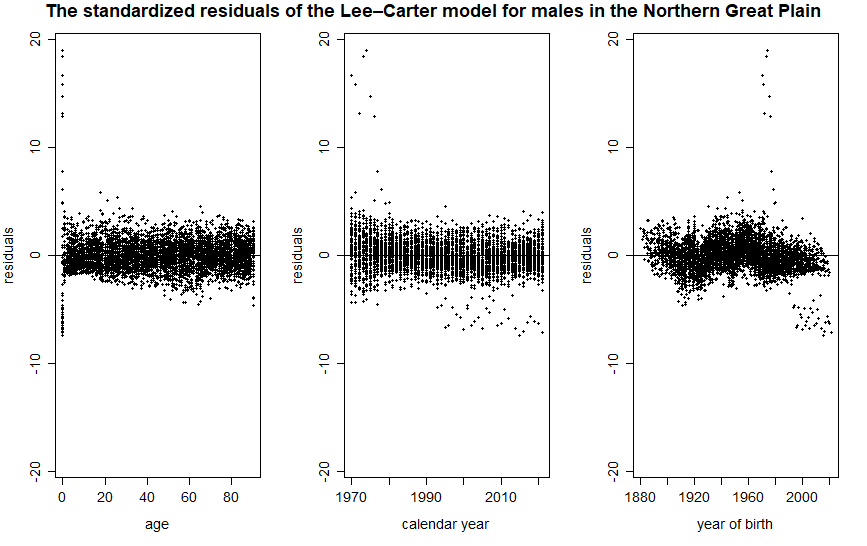 The standardized residuals of the Lee–Carter model for males in the Northern Great Plain
residuals
20
10
0
-10
-20
0 20 40 60 80
age
residuals
20
10
0
-10
-20
1970 1990 2010
calendar year
residuals
20
10
0
-10
-20
1880 1920 1960 2000
year of birth